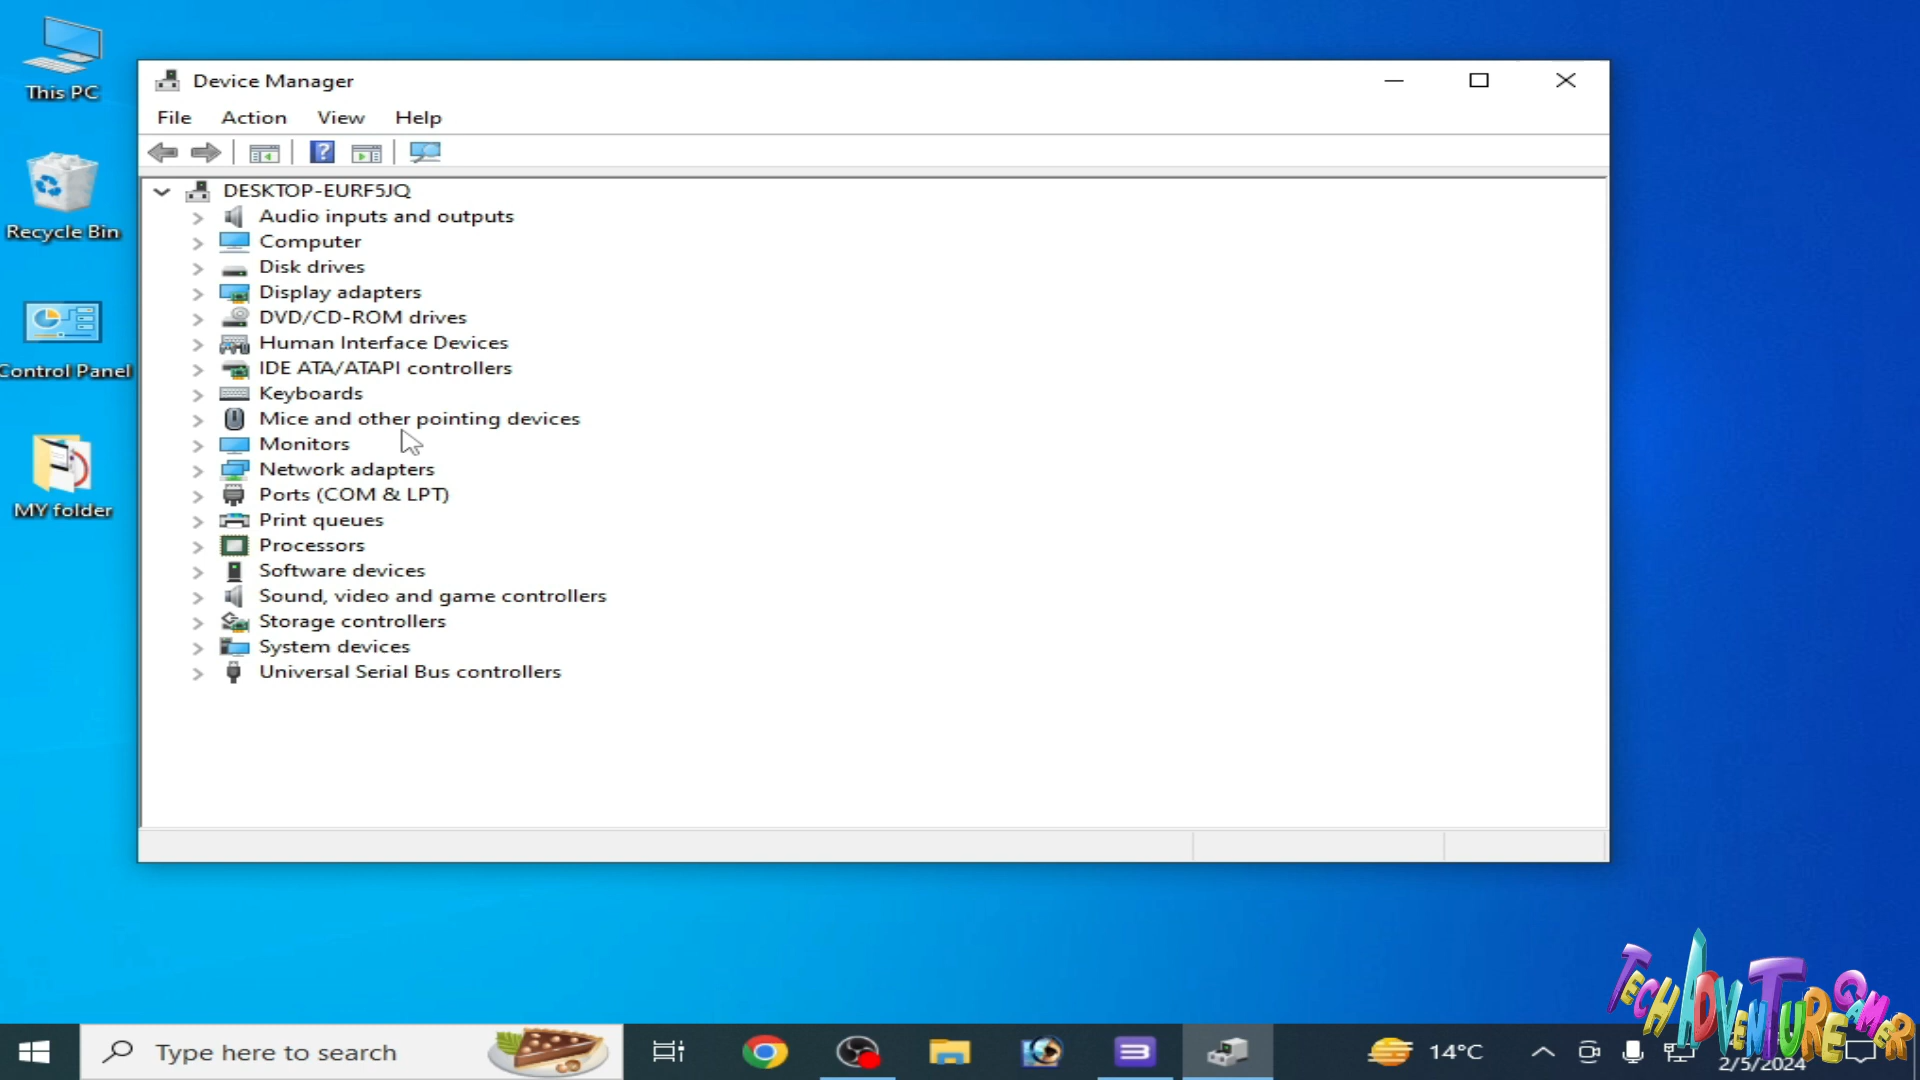 This PC
Recycle Bin
Control Panel
MY folder
Device Manager
File Action View Help
DESKTOP-EURF5JQ
Audio inputs and outputs
Computer
Disk drives
Display adapters
DVD/CD-ROM drives
Human Interface Devices
IDE ATA/ATAPI controllers
Keyboards
Mice and other pointing devices
Monitors
Network adapters
Ports (COM & LPT)
Print queues
Processors
Software devices
Sound, video and game controllers
Storage controllers
System devices
Universal Serial Bus controllers
TECH ADVENTURE GAMER
Type here to search
14°C
2/5/2024